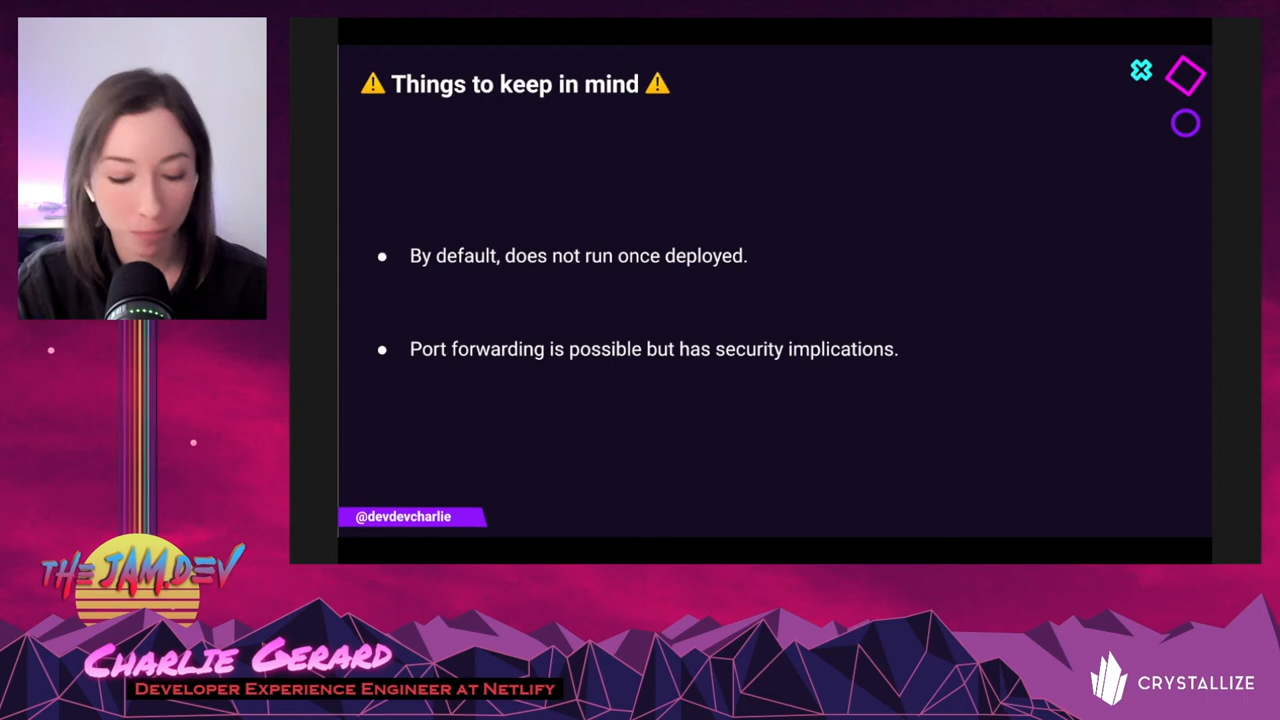 ⚠️ Things to keep in mind ⚠️
● By default, does not run once deployed.
● Port forwarding is possible but has security implications.
@devdevcharlie
THE JAM.DEV
CHARLIE GERARD
DEVELOPER EXPERIENCE ENGINEER AT NETLIFY
CRYSTALLIZE